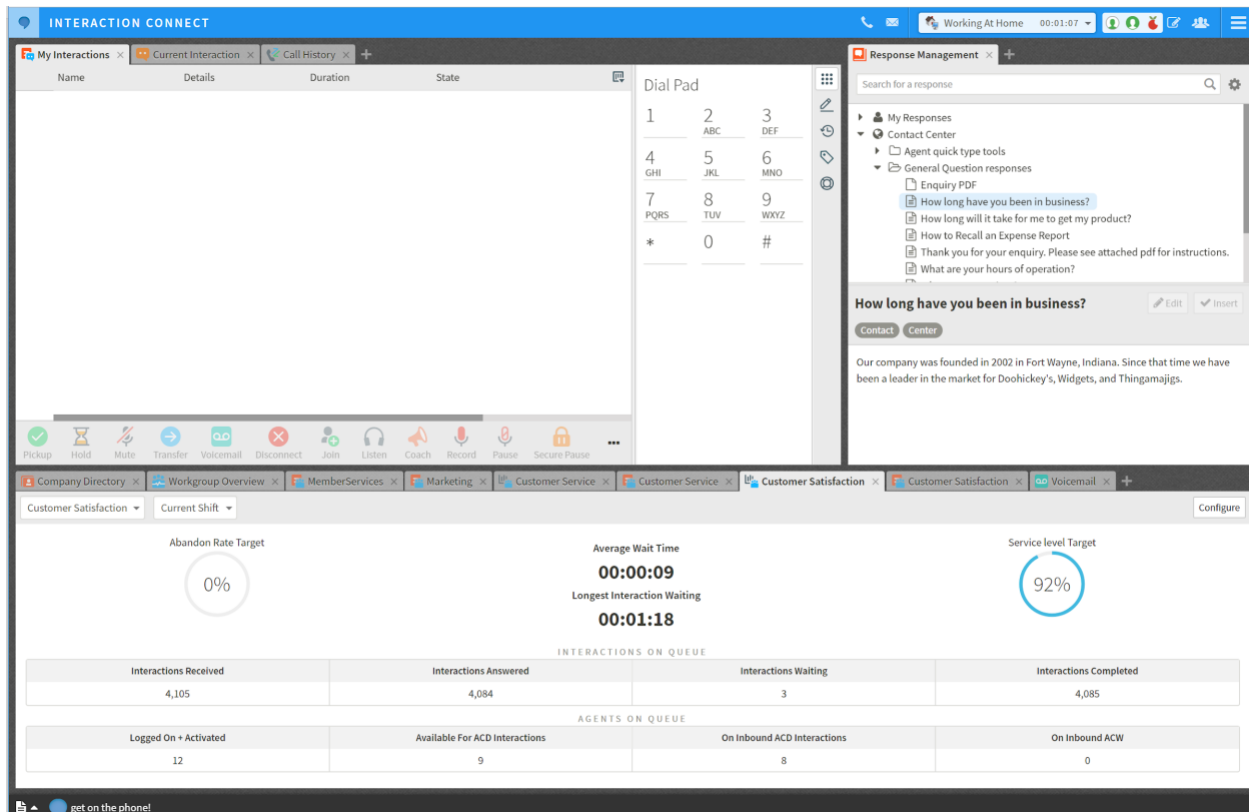 INTERACTION CONNECT
Working At Home 00:01:07
My Interactions
Current Interaction
Call History
Name Details Duration State
Dial Pad
1 2 3
ABC DEF
4 5 6
GHI JKL MNO
7 8 9
PQRS TUV WXYZ
* 0 #
Pickup Hold Mute Transfer Voicemail Disconnect Join Listen Coach Record Pause Secure Pause
Response Management
Search for a response
My Responses
Contact Center
Agent quick type tools
General Question responses
Enquiry PDF
How long have you been in business?
How long will it take for me to get my product?
How to Recall an Expense Report
Thank you for your enquiry. Please see attached pdf for instructions.
What are your hours of operation?
How long have you been in business?
Edit Insert
Contact Center
Our company was founded in 2002 in Fort Wayne, Indiana. Since that time we have
been a leader in the market for Doohickey's, Widgets, and Thingamajigs.
Company Directory Workgroup Overview MemberServices Marketing Customer Service Customer Service Customer Satisfaction Customer Satisfaction Voicemail
Customer Satisfaction Current Shift Configure
Abandon Rate Target
0%
Average Wait Time
00:00:09
Longest Interaction Waiting
00:01:18
Service level Target
92%
INTERACTIONS ON QUEUE
Interactions Received Interactions Answered Interactions Waiting Interactions Completed
4,105 4,084 3 4,085
AGENTS ON QUEUE
Logged On + Activated Available For ACD Interactions On Inbound ACD Interactions On Inbound ACW
12 9 8 0
get on the phone!